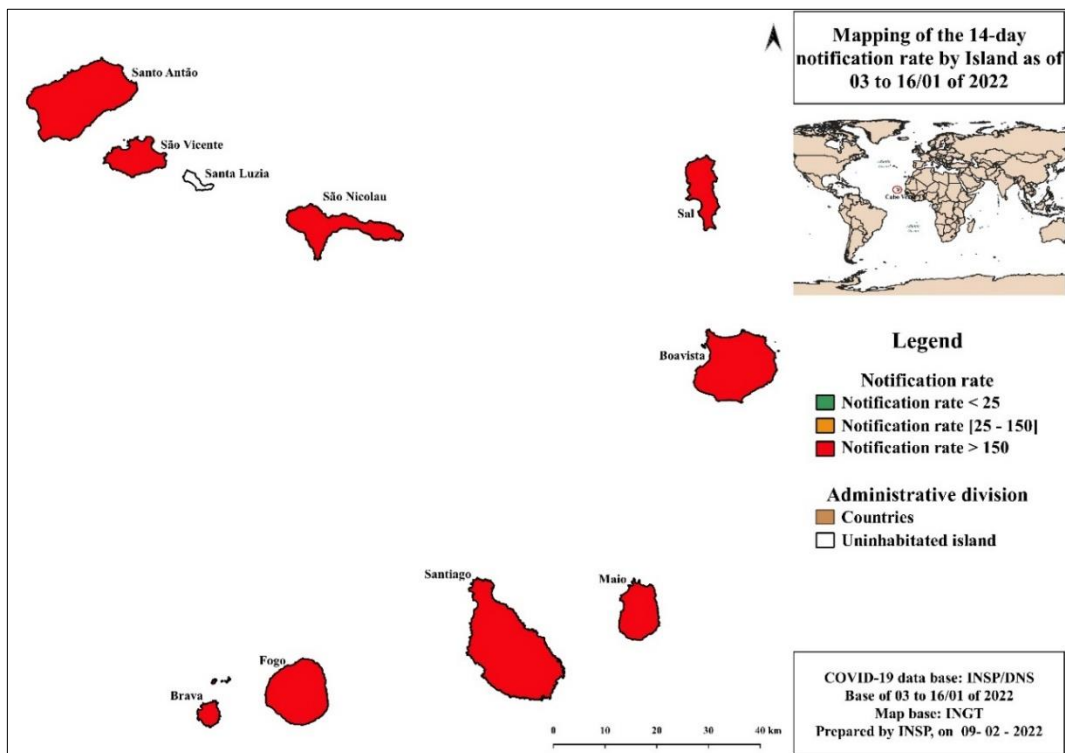 Mapping of the 14-day
notification rate by Island as of
03 to 16/01 of 2022
Santo Antão
São Vicente
Santa Luzia
São Nicolau
Sal
Boavista
Santiago
Maio
Fogo
Brava
Legend
Notification rate
Notification rate < 25
Notification rate [25 - 150]
Notification rate > 150
Administrative division
Countries
Uninhabitated island
COVID-19 data base: INSP/DNS
Base of 03 to 16/01 of 2022
Map base: INGT
Prepared by INSP, on 09- 02 - 2022
0 10 20 30 40 km